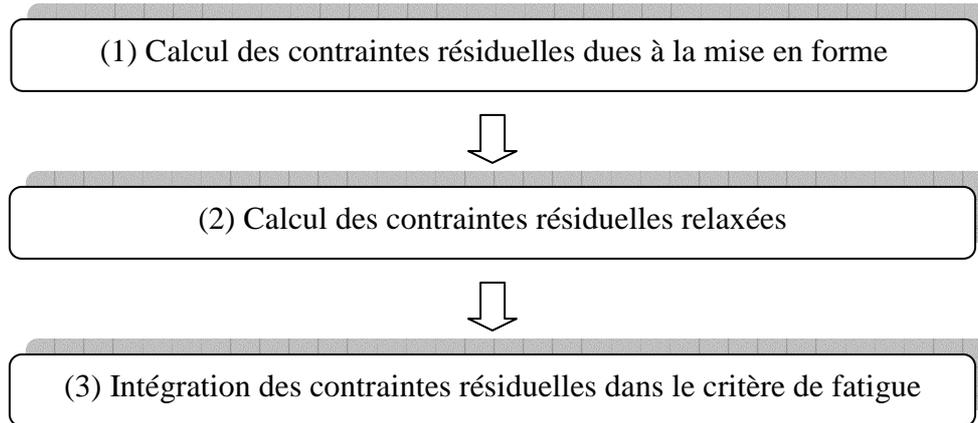 (1) Calcul des contraintes résiduelles dues à la mise en forme
(2) Calcul des contraintes résiduelles relaxées
(3) Intégration des contraintes résiduelles dans le critère de fatigue